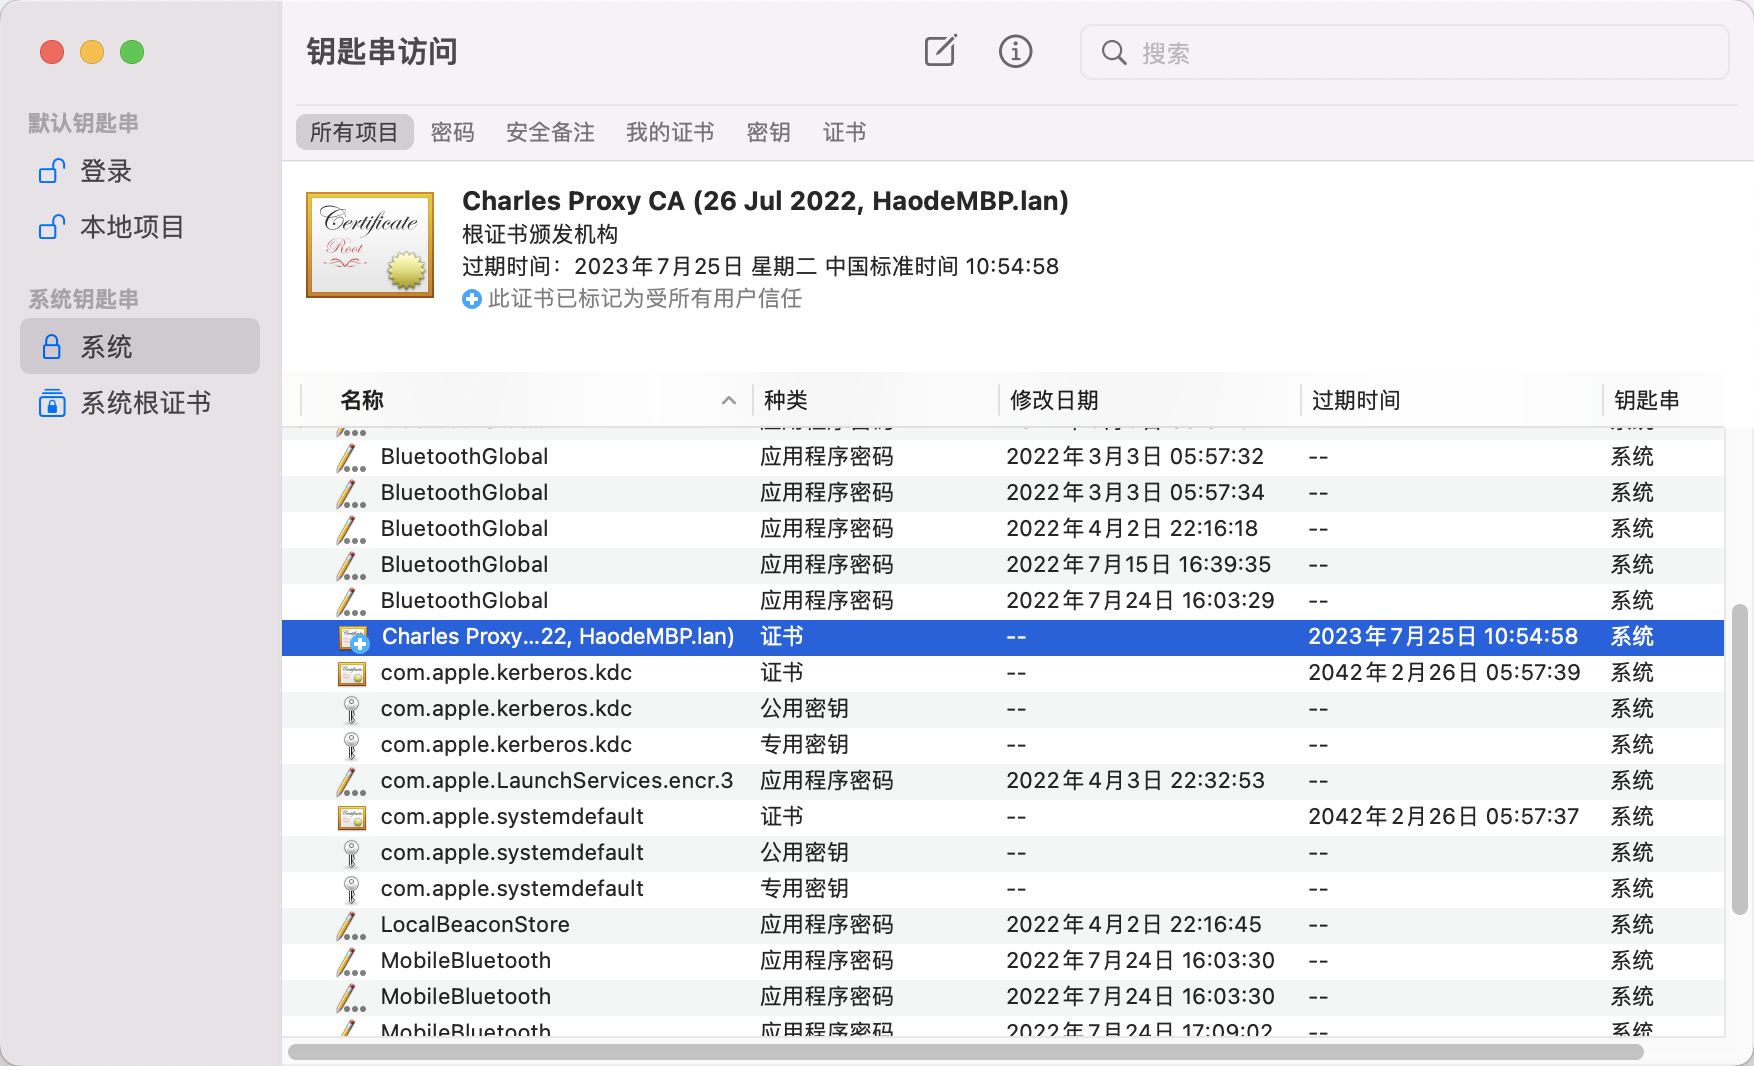 钥匙串访问
搜索
默认钥匙串
登录
本地项目
系统钥匙串
系统
系统根证书
所有项目 密码 安全备注 我的证书 密钥 证书
Certificate
Root
Charles Proxy CA (26 Jul 2022, HaodeMBP.lan)
根证书颁发机构
过期时间：2023年7月25日 星期二 中国标准时间 10:54:58
此证书已标记为受所有用户信任
名称 种类 修改日期 过期时间 钥匙串
BluetoothGlobal 应用程序密码 2022年3月3日 05:57:32 -- 系统
BluetoothGlobal 应用程序密码 2022年3月3日 05:57:34 -- 系统
BluetoothGlobal 应用程序密码 2022年4月2日 22:16:18 -- 系统
BluetoothGlobal 应用程序密码 2022年7月15日 16:39:35 -- 系统
BluetoothGlobal 应用程序密码 2022年7月24日 16:03:29 -- 系统
Charles Proxy...22, HaodeMBP.lan) 证书 -- 2023年7月25日 10:54:58 系统
com.apple.kerberos.kdc 证书 -- 2042年2月26日 05:57:39 系统
com.apple.kerberos.kdc 公用密钥 -- -- 系统
com.apple.kerberos.kdc 专用密钥 -- -- 系统
com.apple.LaunchServices.encr.3 应用程序密码 2022年4月3日 22:32:53 -- 系统
com.apple.systemdefault 证书 -- 2042年2月26日 05:57:37 系统
com.apple.systemdefault 公用密钥 -- -- 系统
com.apple.systemdefault 专用密钥 -- -- 系统
LocalBeaconStore 应用程序密码 2022年4月2日 22:16:45 -- 系统
MobileBluetooth 应用程序密码 2022年7月24日 16:03:30 -- 系统
MobileBluetooth 应用程序密码 2022年7月24日 16:03:30 -- 系统
MobileBluetooth 应用程序密码 2022年7月24日 17:09:02 -- 系统